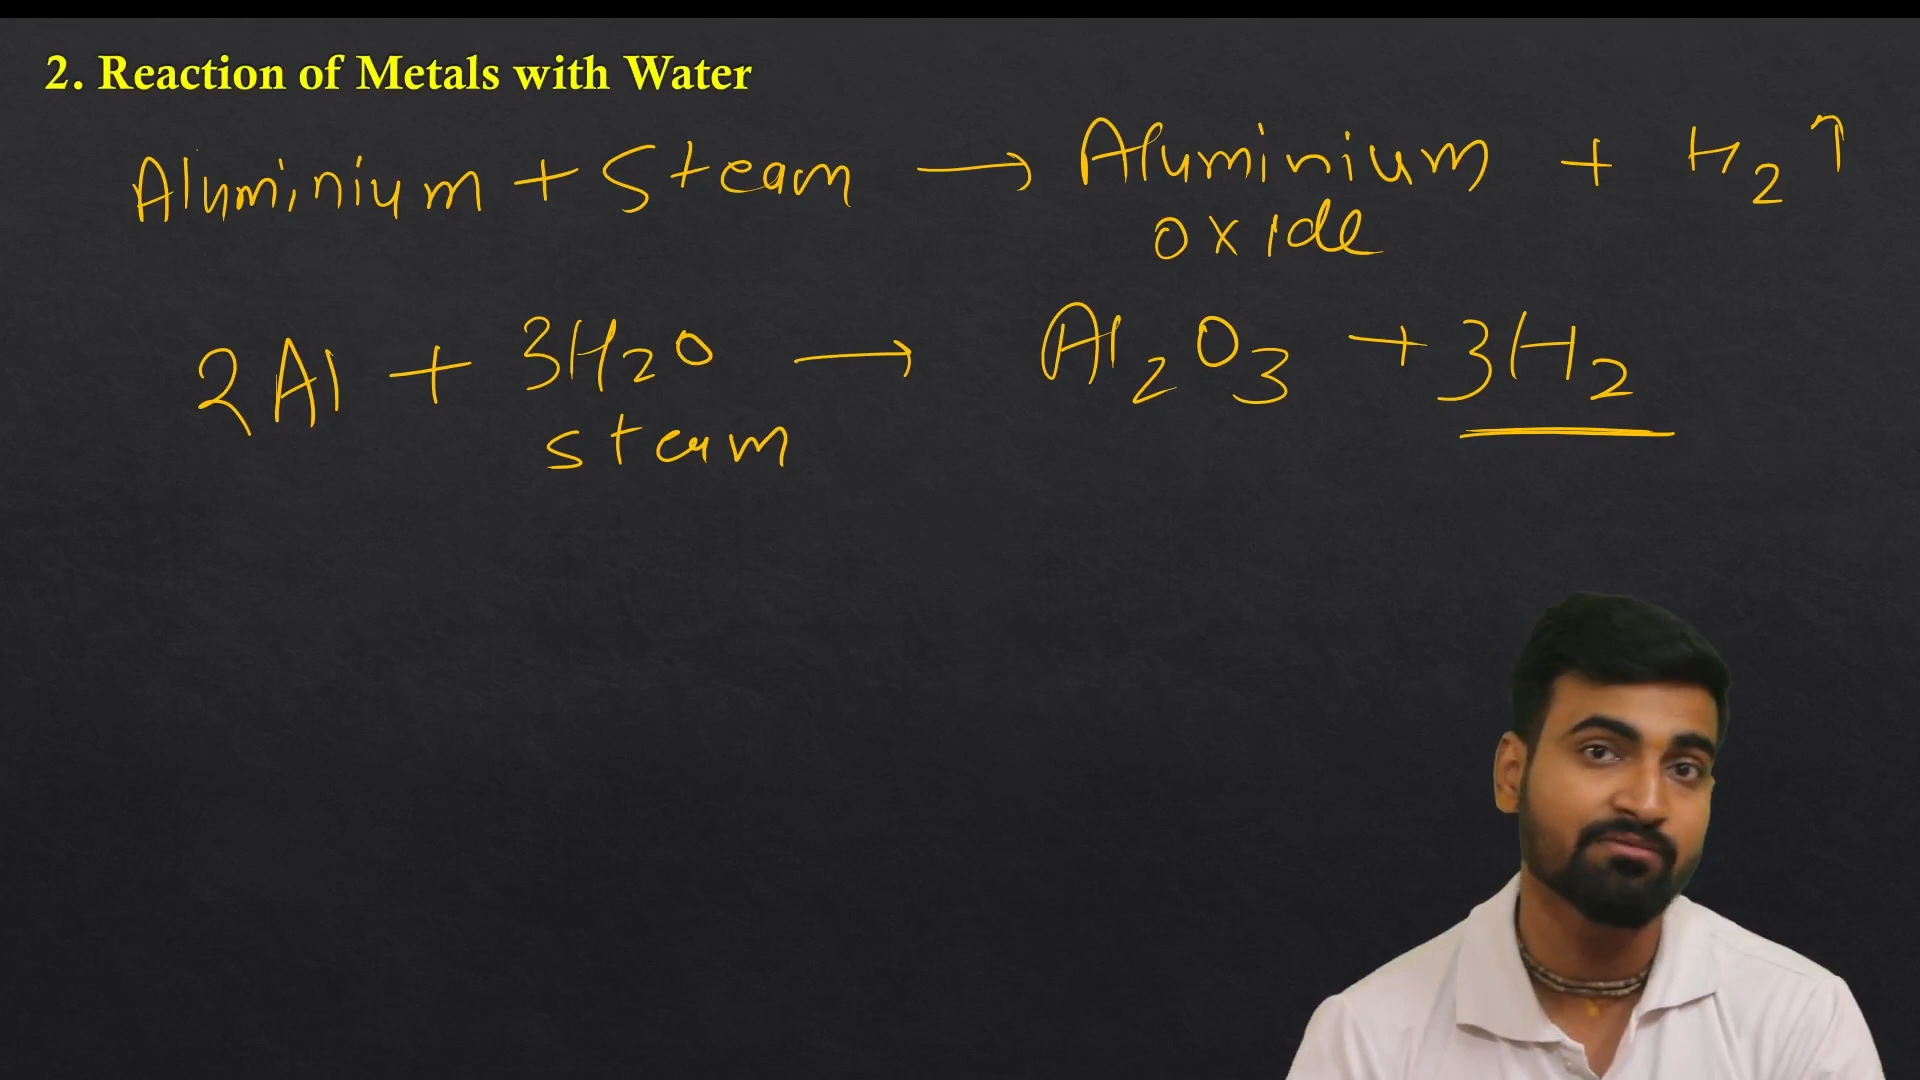 2. Reaction of Metals with Water
Aluminium + Steam → Aluminium oxide + H₂↑
2Al + 3H₂O → Al₂O₃ + 3H₂
steam